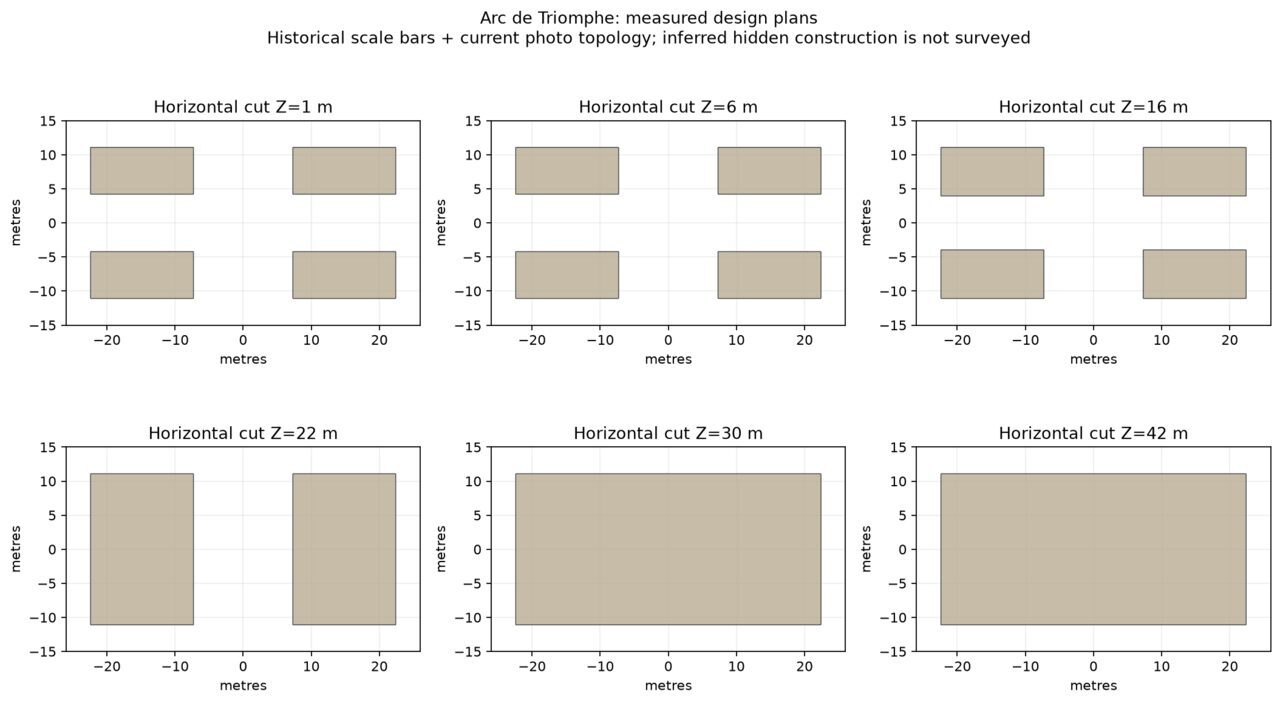 Arc de Triomphe: measured design plans
Historical scale bars + current photo topology; inferred hidden construction is not surveyed
Horizontal cut Z=1 m
15
10
5
0
−5
−10
−15
metres
−20 −10 0 10 20
metres
Horizontal cut Z=6 m
15
10
5
0
−5
−10
−15
metres
−20 −10 0 10 20
metres
Horizontal cut Z=16 m
15
10
5
0
−5
−10
−15
metres
−20 −10 0 10 20
metres
Horizontal cut Z=22 m
15
10
5
0
−5
−10
−15
metres
−20 −10 0 10 20
metres
Horizontal cut Z=30 m
15
10
5
0
−5
−10
−15
metres
−20 −10 0 10 20
metres
Horizontal cut Z=42 m
15
10
5
0
−5
−10
−15
metres
−20 −10 0 10 20
metres